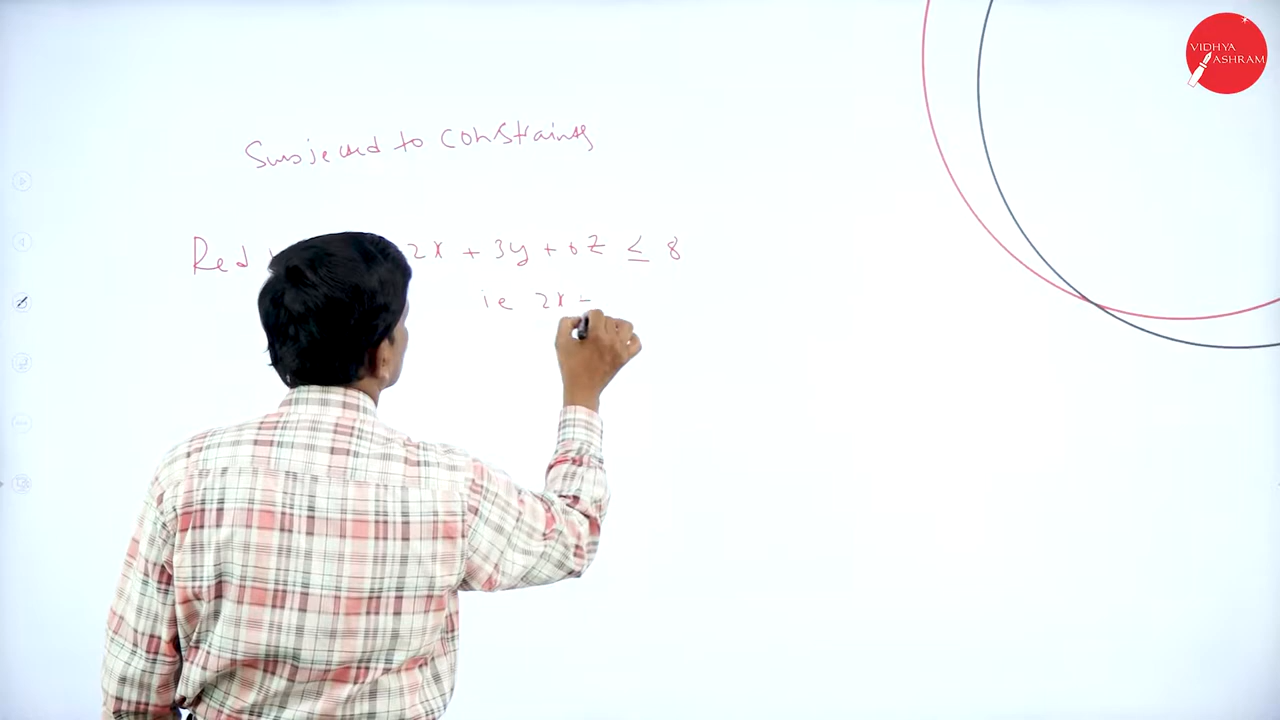 VIDHYA
ASHRAM
Subjected to constraints
Red 2x + 3y + 0z ≤ 8
ie 2x +